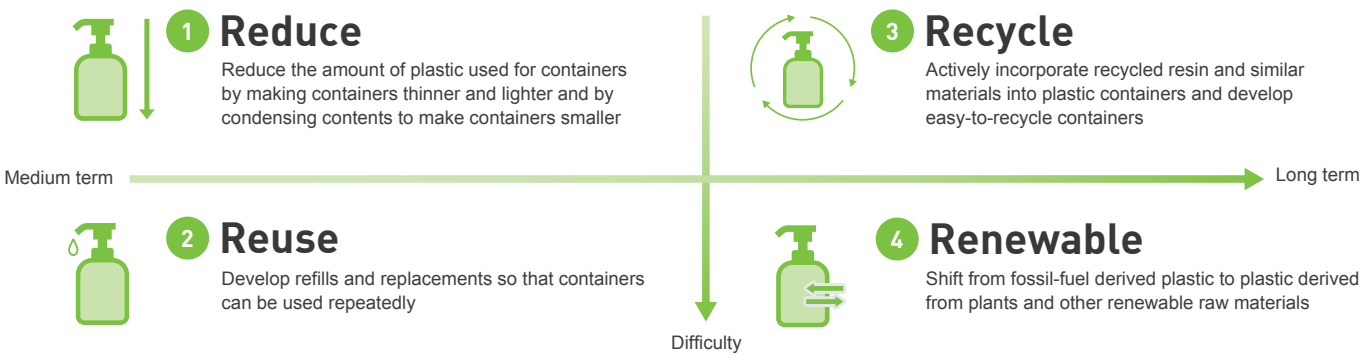 1 Reduce
Reduce the amount of plastic used for containers
by making containers thinner and lighter and by
condensing contents to make containers smaller
3 Recycle
Actively incorporate recycled resin and similar
materials into plastic containers and develop
easy-to-recycle containers
Medium term
Long term
2 Reuse
Develop refills and replacements so that containers
can be used repeatedly
4 Renewable
Shift from fossil-fuel derived plastic to plastic derived
from plants and other renewable raw materials
Difficulty